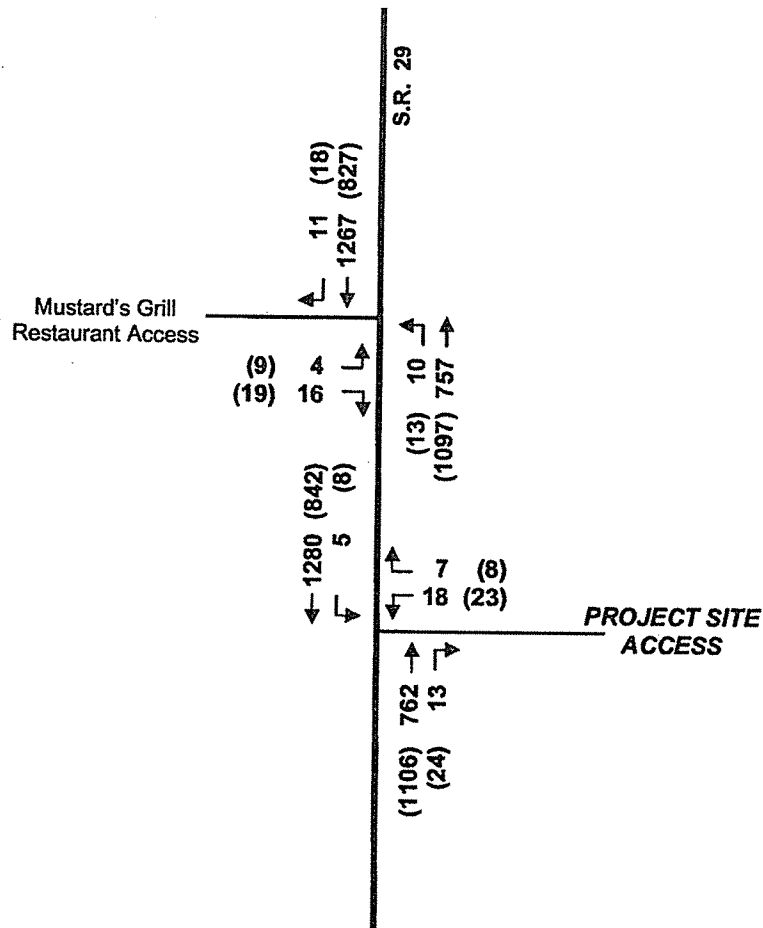 S.R. 29
11 (18)
1267 (827)
Mustard's Grill
Restaurant Access
(9) 4
(19) 16
(13) 10
(1097) 757
1280 (842)
5 (8)
7 (8)
18 (23)
PROJECT SITE
ACCESS
(1106) 762
(24) 13